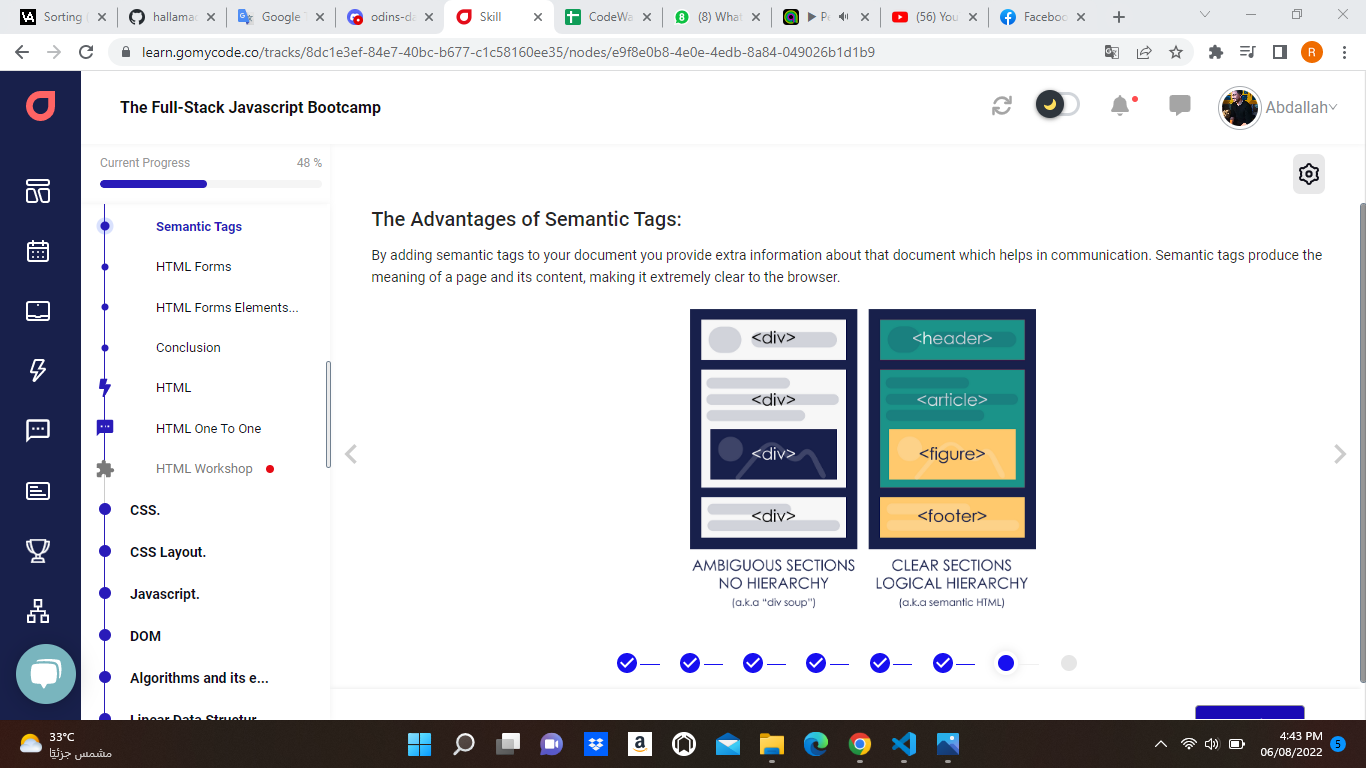 Sorting
hallama
Google
odins-da
Skill
CodeWa
(8) What
(56) You
Faceboo
learn.gomycode.co/tracks/8dc1e3ef-84e7-40bc-b677-c1c58160ee35/nodes/e9f8e0b8-4e0e-4edb-8a84-049026b1d1b9
R
The Full-Stack Javascript Bootcamp
Abdallah
Current Progress 48 %
Semantic Tags
HTML Forms
HTML Forms Elements...
Conclusion
HTML
HTML One To One
HTML Workshop
CSS.
CSS Layout.
Javascript.
DOM
Algorithms and its e...
Linear Data Structur
The Advantages of Semantic Tags:
By adding semantic tags to your document you provide extra information about that document which helps in communication. Semantic tags produce the
meaning of a page and its content, making it extremely clear to the browser.
<div>
<div>
<div>
<div>
AMBIGUOUS SECTIONS
NO HIERARCHY
(a.k.a "div soup")
<header>
<article>
<figure>
<footer>
CLEAR SECTIONS
LOGICAL HIERARCHY
(a.k.a semantic HTML)
33°C
مشمس جزئيًا
4:43 PM
06/08/2022
5